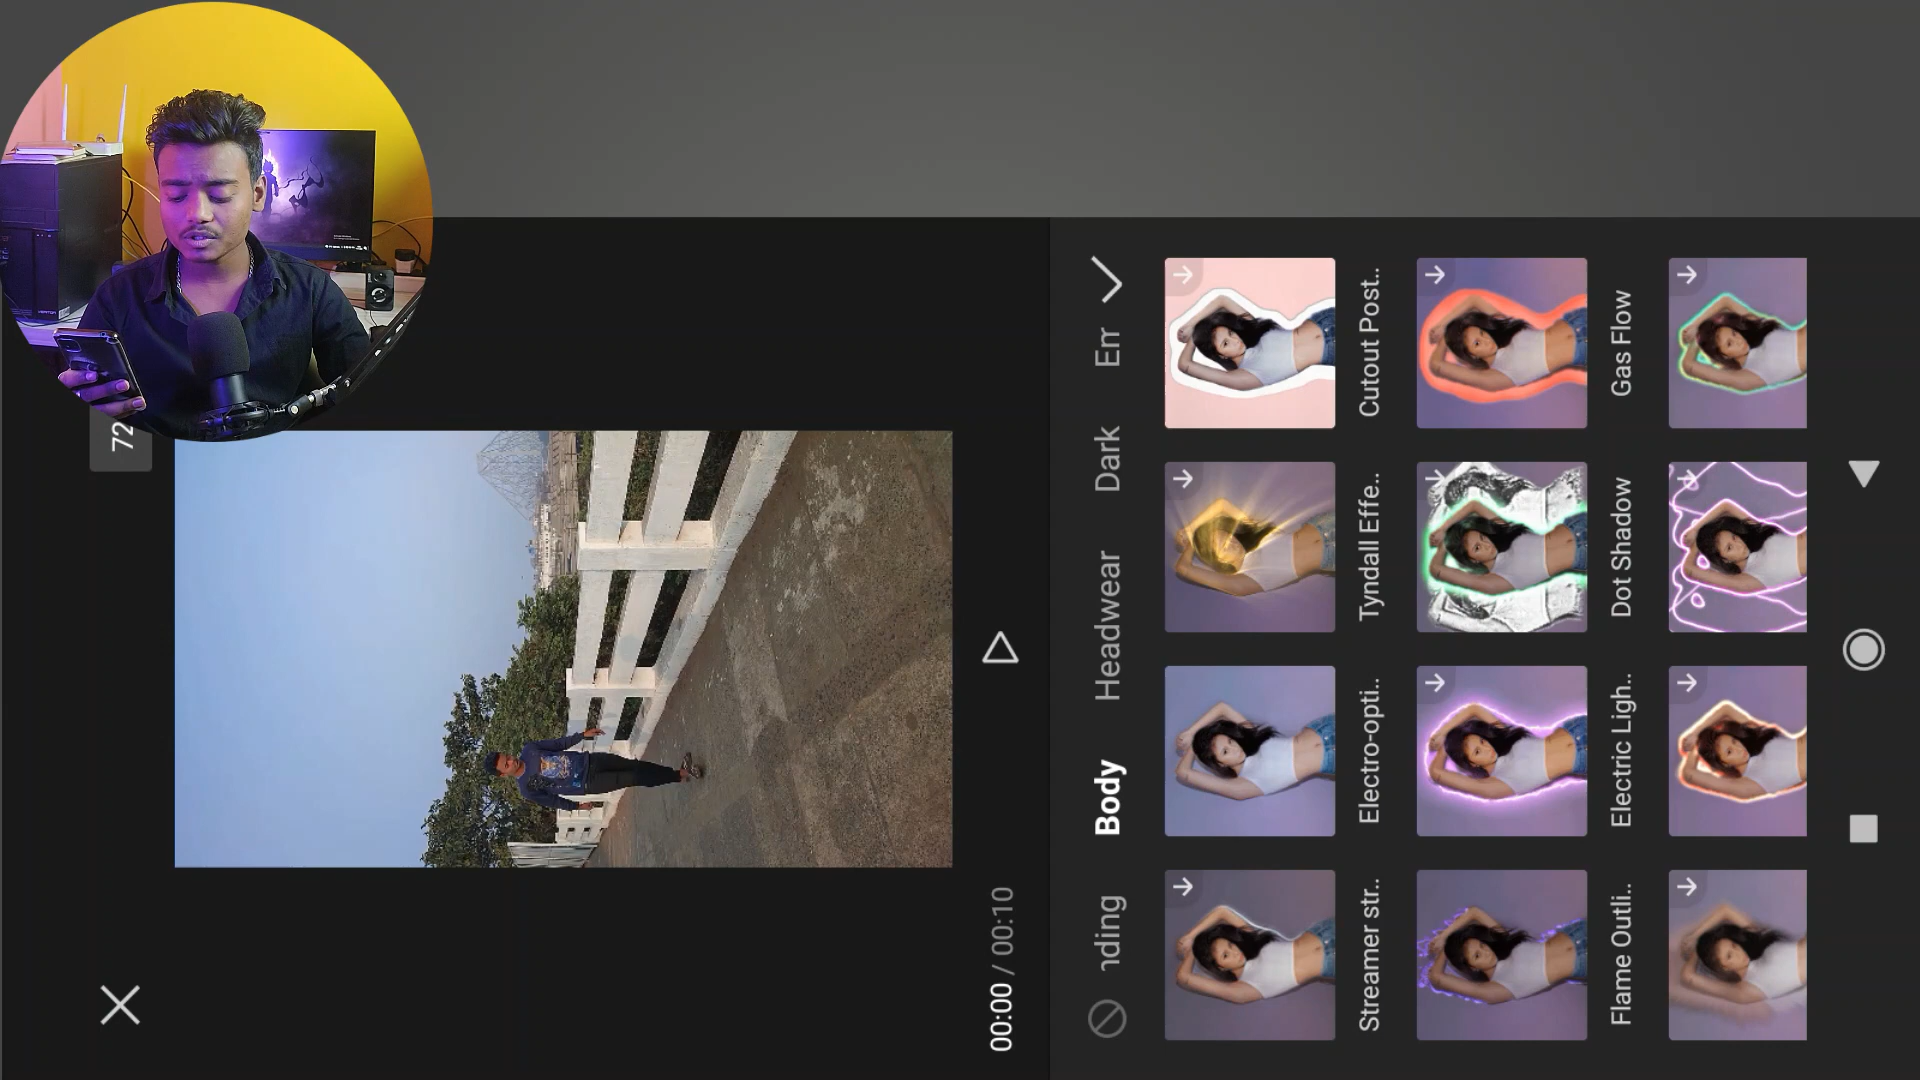 72
00:00 / 00:10
nding
Body
Headwear
Dark
Em
Streamer str..
Electro-opti..
Tyndall Effe..
Cutout Post..
Flame Outli..
Electric Ligh..
Dot Shadow
Gas Flow